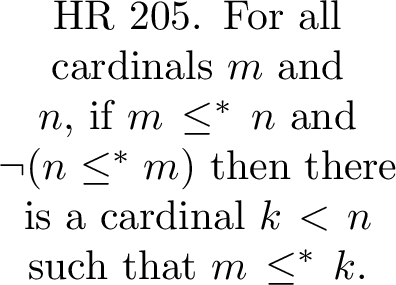 HR 205. For all
cardinals m and
n, if m ≤* n and
¬(n ≤* m) then there
is a cardinal k < n
such that m ≤* k.